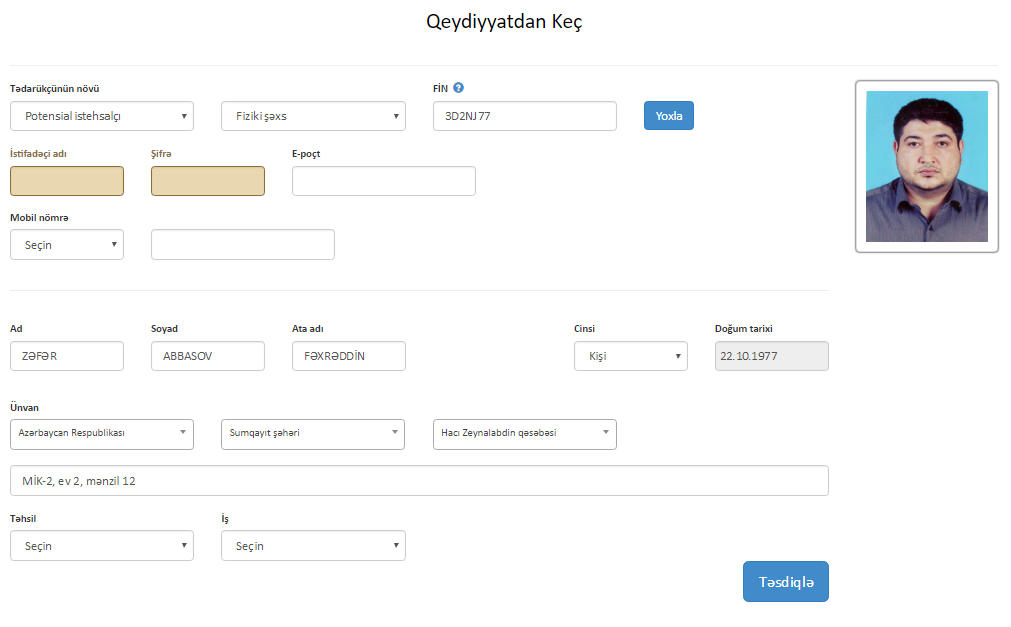 Qeydiyyatdan Keç
Tədarükçünün növü FİN ?
Potensial istehsalçı Fiziki şəxs 3D2NJ77 Yoxla
İstifadəçi adı Şifrə E-poçt
Mobil nömrə
Seçin
Ad Soyad Ata adı Cinsi Doğum tarixi
ZƏFƏR ABBASOV FƏXRƏDDİN Kişi 22.10.1977
Ünvan
Azərbaycan Respublikası Sumqayıt şəhəri Hacı Zeynalabdin qəsəbəsi
MİK-2, ev 2, mənzil 12
Təhsil İş
Seçin Seçin
Təsdiqlə